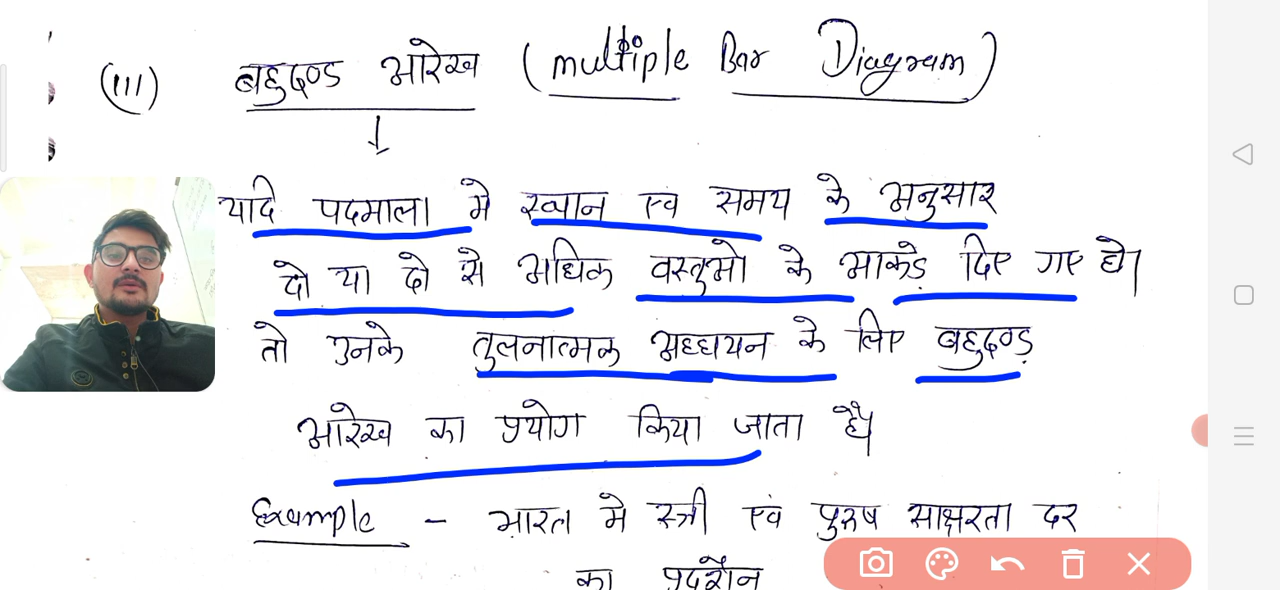 (111) बहुदण्ड आरेख (multiple Bar Diagram)
यदि पदमाला में स्थान एवं समय के अनुसार
दो या दो से अधिक वस्तुओ के आकड़े दिए गए हो।
तो उनके तुलनात्मक अध्ययन के लिए बहुदण्ड
आरेख का प्रयोग किया जाता है।
Example - भारत मे स्त्री एवं पुरुष साक्षरता दर
का प्रदर्शन